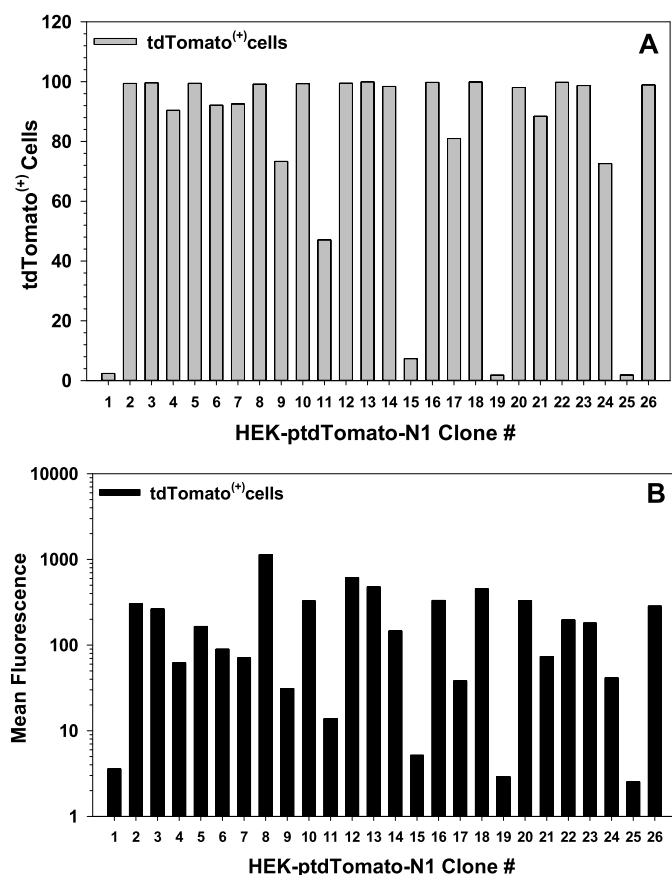 120
tdTomato(+)cells
A
100
80
60
40
20
0
tdTomato(+) Cells
1 2 3 4 5 6 7 8 9 10 11 12 13 14 15 16 17 18 19 20 21 22 23 24 25 26
HEK-ptdTomato-N1 Clone #
10000
tdTomato(+)cells
B
1000
100
10
1
Mean Fluorescence
1 2 3 4 5 6 7 8 9 10 11 12 13 14 15 16 17 18 19 20 21 22 23 24 25 26
HEK-ptdTomato-N1 Clone #